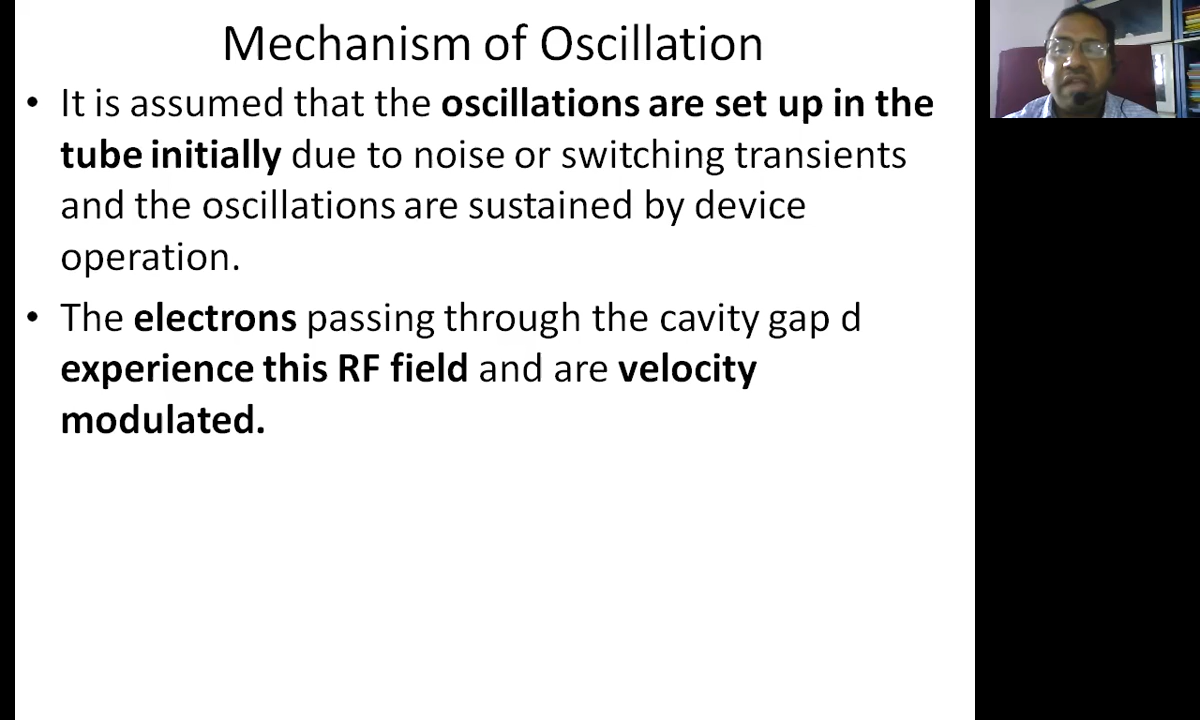 Mechanism of Oscillation
• It is assumed that the oscillations are set up in the
tube initially due to noise or switching transients
and the oscillations are sustained by device
operation.
• The electrons passing through the cavity gap d
experience this RF field and are velocity
modulated.